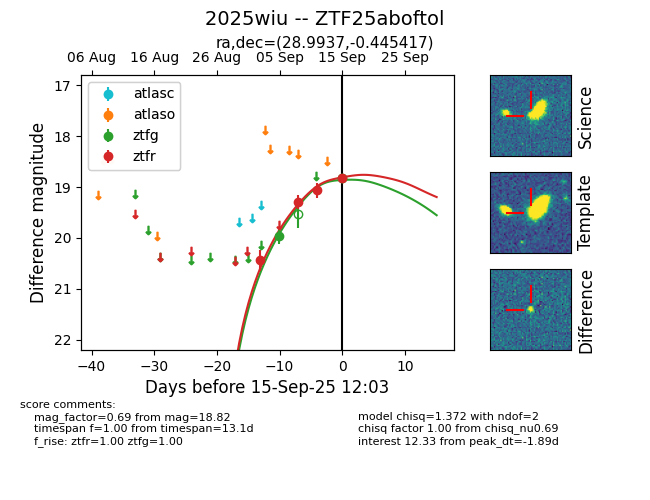 2025wiu -- ZTF25aboftol
ra,dec=(28.9937,-0.445417)
06 Aug 16 Aug 26 Aug 05 Sep 15 Sep 25 Sep
atlasc
atlaso
ztfg
ztfr
Difference magnitude
17
18
19
20
21
22
−40 −30 −20 −10 0 10
Days before 15-Sep-25 12:03
Science
Template
Difference
score comments:
mag_factor=0.69 from mag=18.82
timespan f=1.00 from timespan=13.1d
f_rise: ztfr=1.00 ztfg=1.00
model chisq=1.372 with ndof=2
chisq factor 1.00 from chisq_nu0.69
interest 12.33 from peak_dt=-1.89d